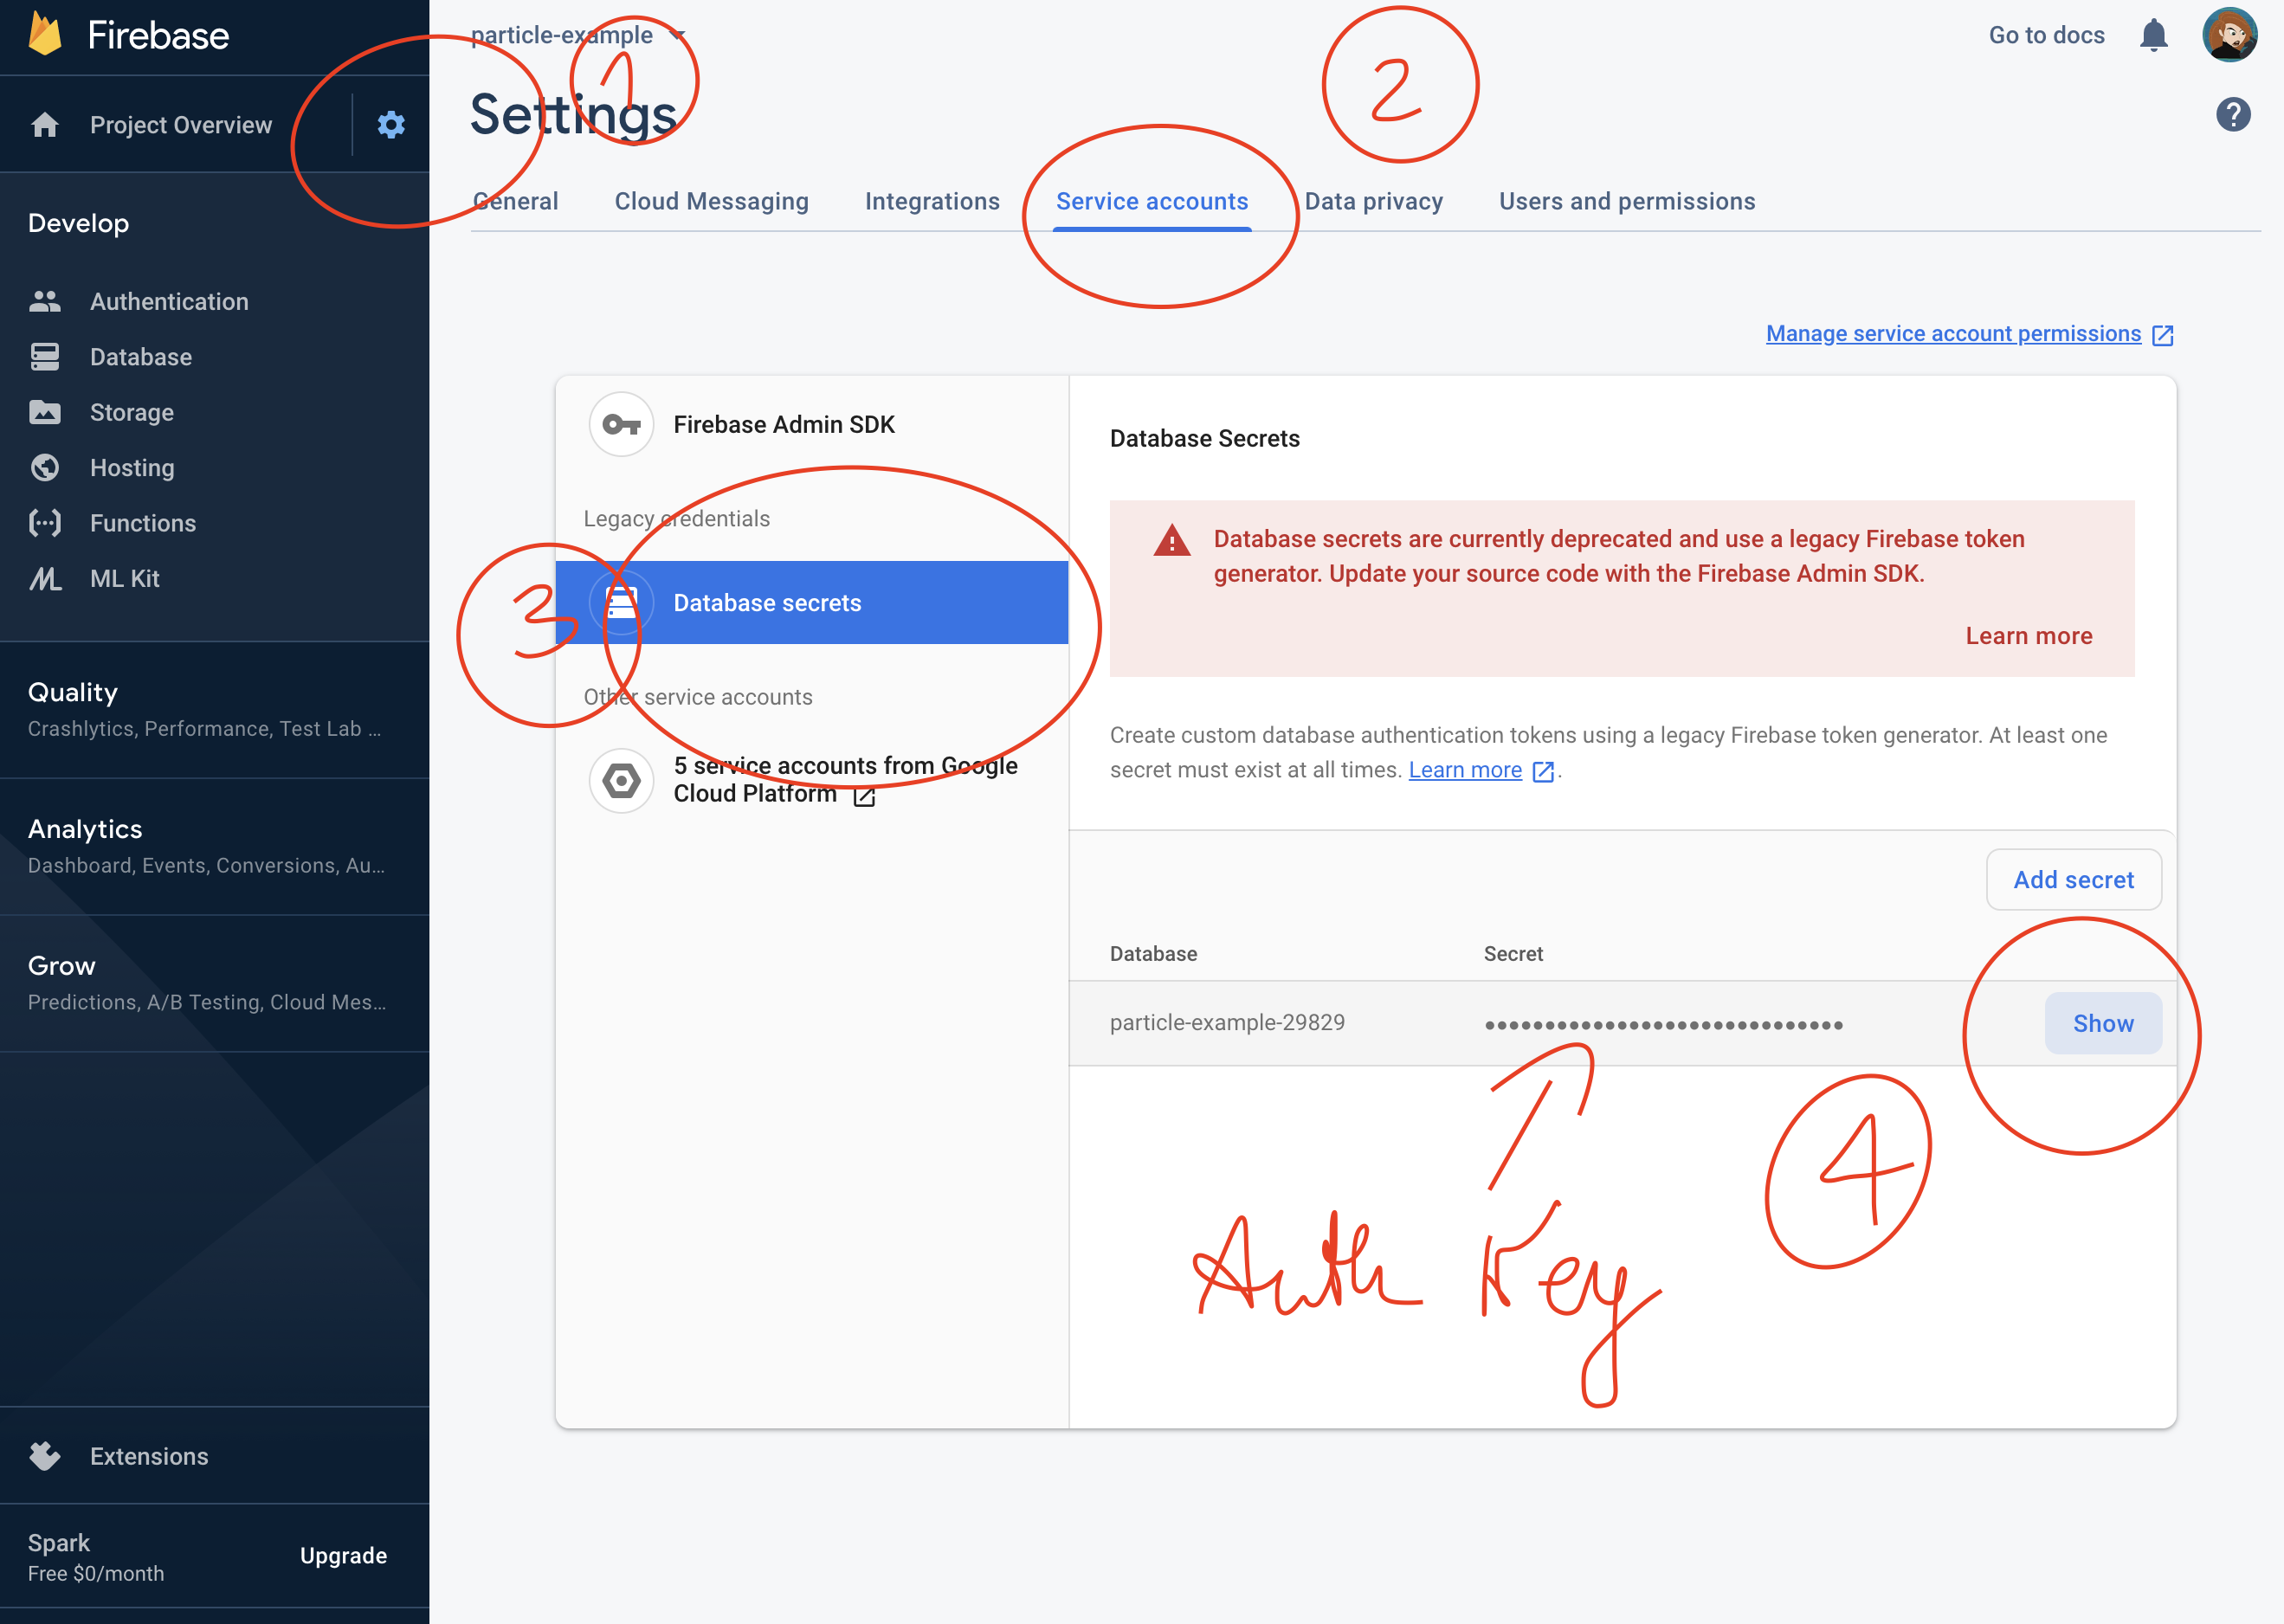 Firebase
Project Overview
Develop
Authentication
Database
Storage
Hosting
Functions
ML Kit
Quality
Crashlytics, Performance, Test Lab ...
Analytics
Dashboard, Events, Conversions, Au...
Grow
Predictions, A/B Testing, Cloud Mes...
Extensions
Spark
Free $0/month
Upgrade
particle-example
Go to docs
1
2
Settings
?
General
Cloud Messaging
Integrations
Service accounts
Data privacy
Users and permissions
Manage service account permissions
Firebase Admin SDK
Legacy credentials
3
Database secrets
Other service accounts
5 service accounts from Google
Cloud Platform
Database Secrets
Database secrets are currently deprecated and use a legacy Firebase token
generator. Update your source code with the Firebase Admin SDK.
Learn more
Create custom database authentication tokens using a legacy Firebase token generator. At least one
secret must exist at all times. Learn more .
Add secret
Database
Secret
particle-example-29829
••••••••••••••••••••••••••••••
Show
4
Auth Key